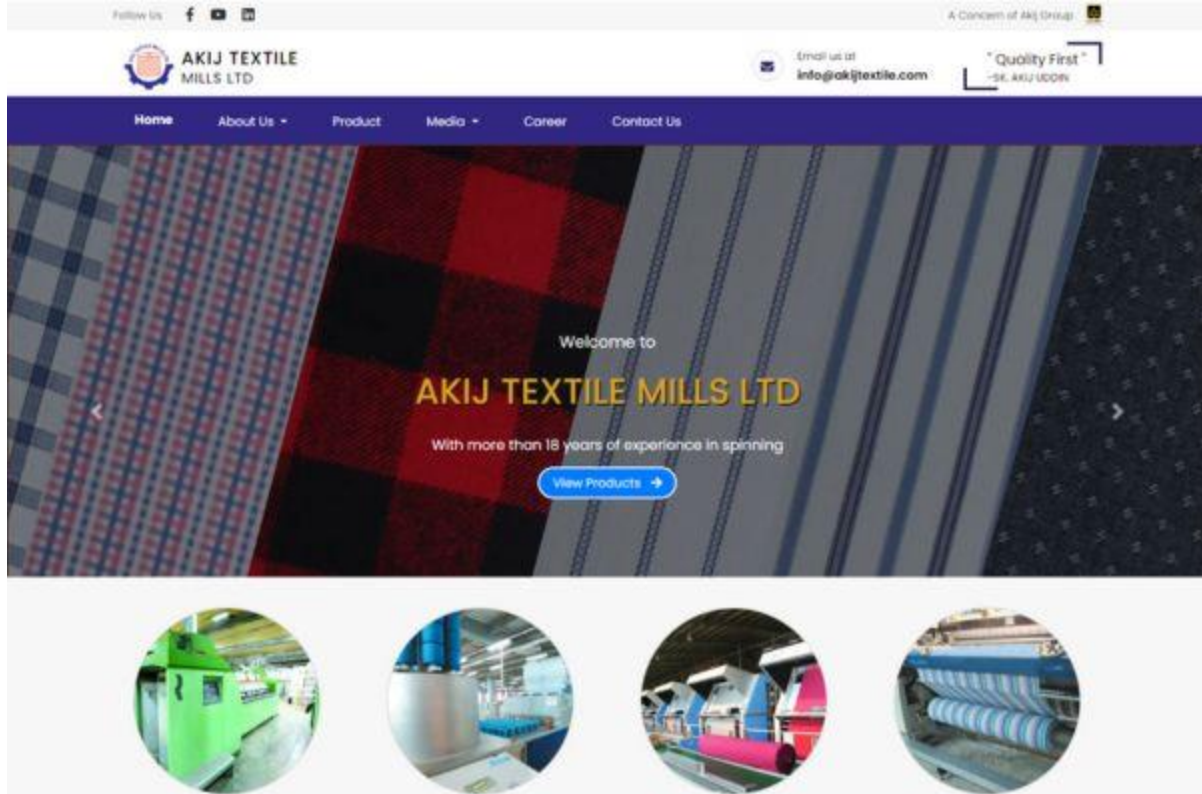 Follow Us
A Concern of Akij Group
AKIJ TEXTILE
MILLS LTD
Email us at
info@akijtextile.com
" Quality First "
-SK. AKIJ UDDIN
Home About Us Product Media Career Contact Us
Welcome to
AKIJ TEXTILE MILLS LTD
With more than 18 years of experience in spinning
View Products